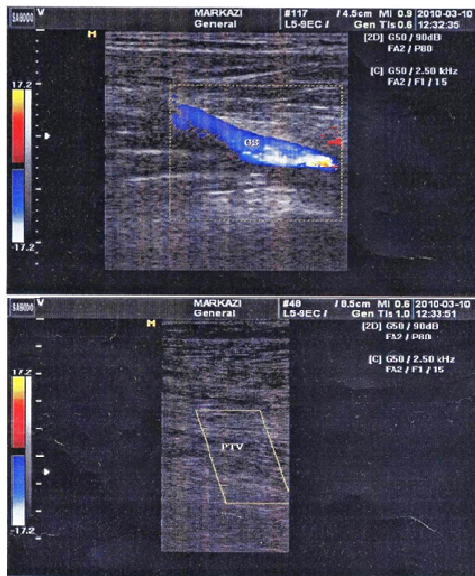 SA8000 V MARKAZI #117 / 4.5cm MI 0.9 2010-03-10
General L5-9EC / Gen TIs 0.6 12:32:35
M
[2D] G50 / 90dB
FA2 / P80
[C] G50 / 2.50 kHz
FA2 / F1 / 15
17.2
-17.2
SA8000 V MARKAZI #48 / 8.5cm MI 0.6 2010-03-10
General L5-9EC / Gen TIs 1.0 12:33:51
M
[2D] G50 / 90dB
FA2 / P80
[C] G50 / 2.50 kHz
FA2 / F1 / 15
17.2
PTV
-17.2